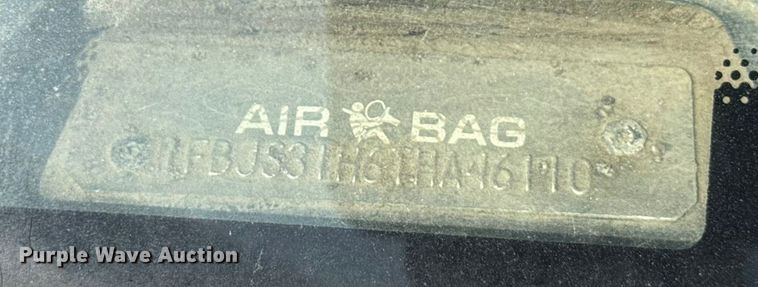 AIR BAG
1FBJS31H6THA46110
Purple Wave Auction